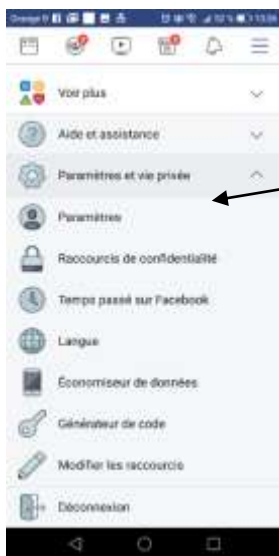 Voir plus
Aide et assistance
Paramètres et vie privée
Paramètres
Raccourcis de confidentialité
Temps passé sur Facebook
Langue
Économiseur de données
Générateur de code
Modifier les raccourcis
Déconnexion